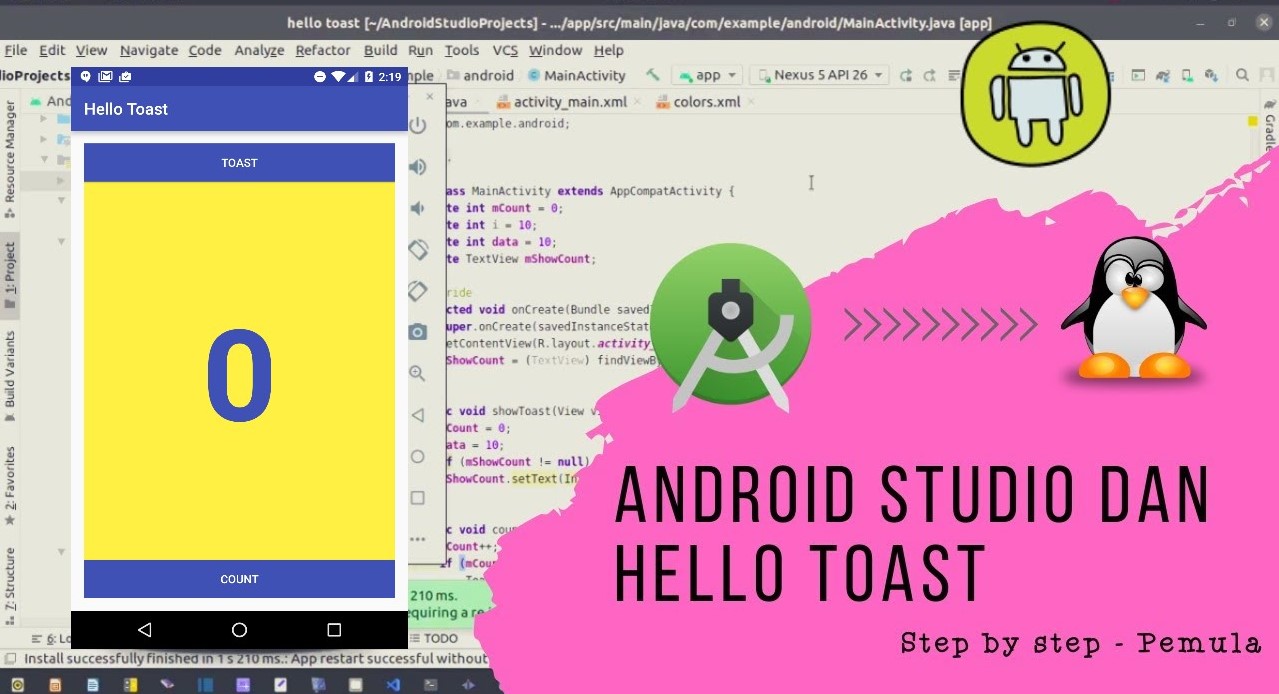 hello toast [~/AndroidStudioProjects] - .../app/src/main/java/com/example/android/MainActivity.java [app]
File Edit View Navigate Code Analyze Refactor Build Run Tools VCS Window Help
android MainActivity app Nexus 5 API 26
activity_main.xml colors.xml
2:19
Hello Toast
TOAST
0
COUNT
om.example.android;
ass MainActivity extends AppCompatActivity {
te int mCount = 0;
te int i = 10;
te int data = 10;
te TextView mShowCount;
ride
cted void onCreate(Bundle saved
uper.onCreate(savedInstanceStat
etContentView(R.layout.activity_
ShowCount = (TextView) findViewB
c void showToast(View v
Count = 0;
ata = 10;
f (mShowCount != null)
ShowCount.setText(In
c void cou
Count++;
if (mCou
210 ms.
equiring a re
TODO
Install successfully finished in 1 s 210 ms.: App restart successful without
Resource Manager
1: Project
Build Variants
2: Favorites
7: Structure
Gradle
ANDROID STUDIO DAN
HELLO TOAST
Step by step - Pemula